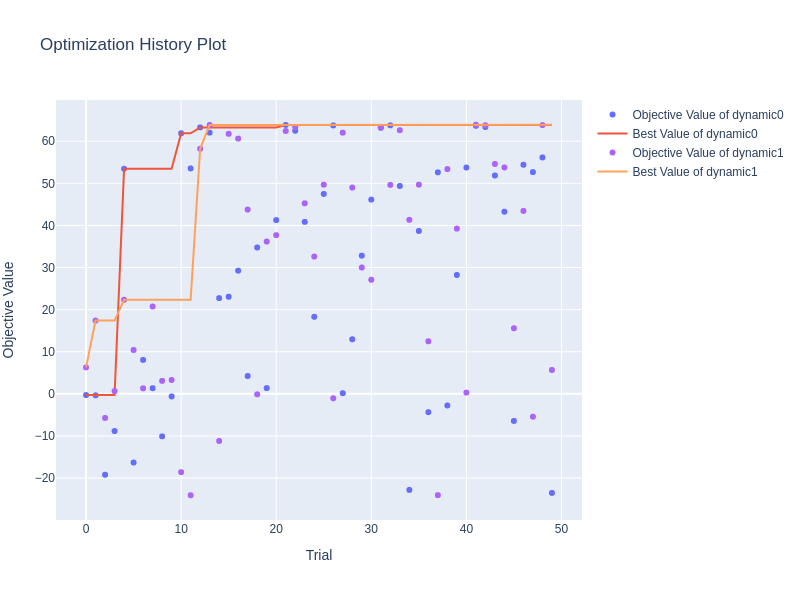 Optimization History Plot
Objective Value of dynamic0
Best Value of dynamic0
Objective Value of dynamic1
Best Value of dynamic1
60
50
40
30
20
10
0
−10
−20
Objective Value
0 10 20 30 40 50
Trial